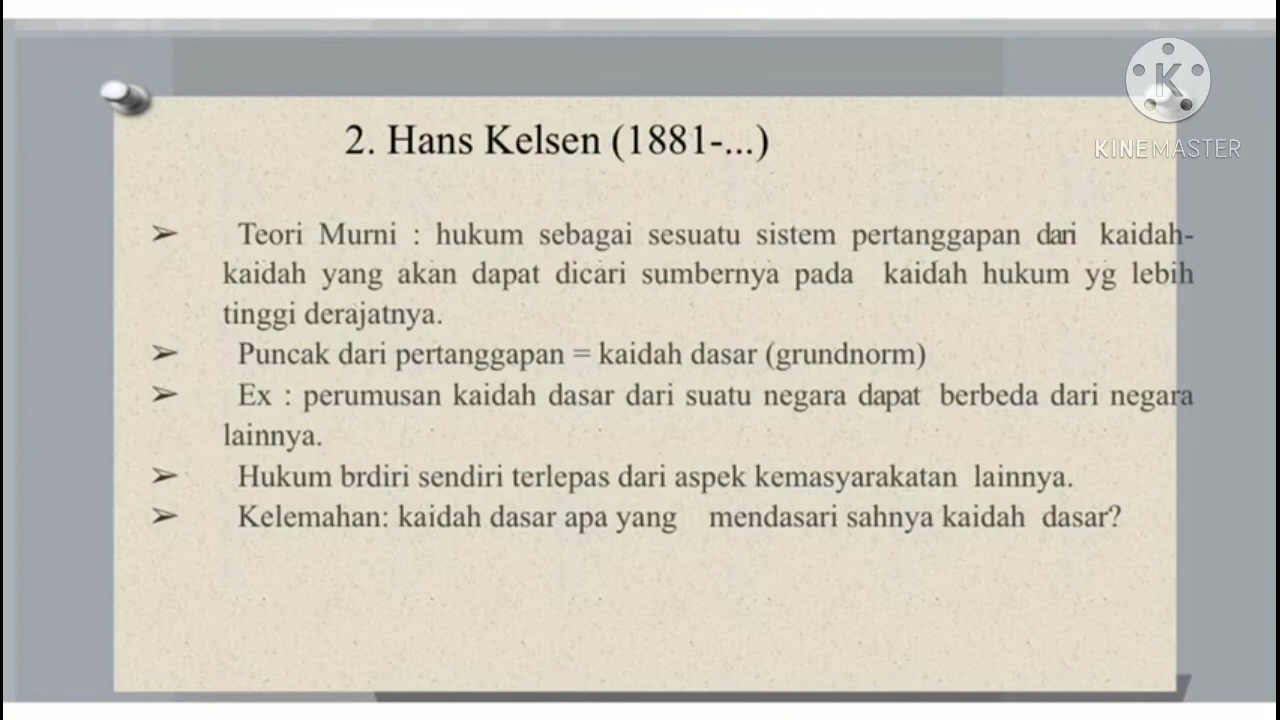 KINEMASTER
2. Hans Kelsen (1881-...)
➢ Teori Murni : hukum sebagai sesuatu sistem pertanggapan dari kaidah-
kaidah yang akan dapat dicari sumbernya pada kaidah hukum yg lebih
tinggi derajatnya.
➢ Puncak dari pertanggapan = kaidah dasar (grundnorm)
➢ Ex : perumusan kaidah dasar dari suatu negara dapat berbeda dari negara
lainnya.
➢ Hukum brdiri sendiri terlepas dari aspek kemasyarakatan lainnya.
➢ Kelemahan: kaidah dasar apa yang mendasari sahnya kaidah dasar?